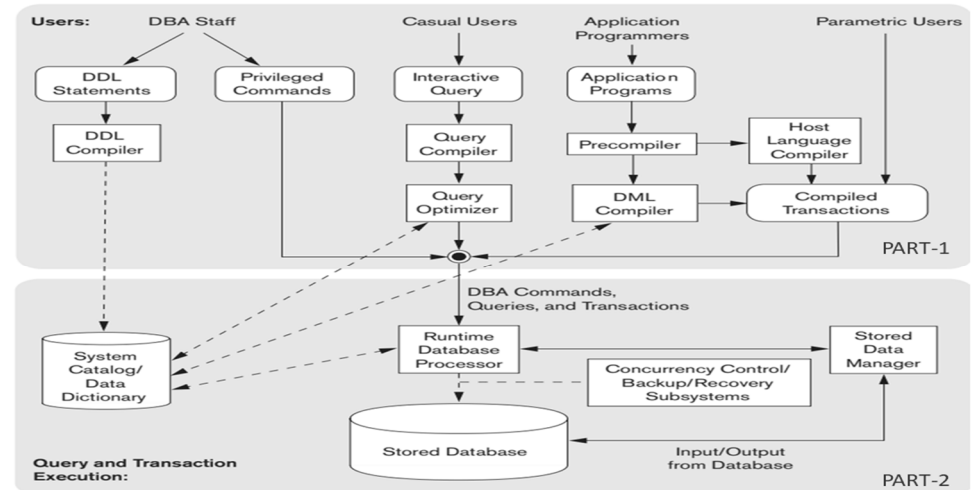 Users:
DBA Staff
Casual Users
Application
Programmers
Parametric Users
DDL
Statements
Privileged
Commands
Interactive
Query
Application
Programs
DDL
Compiler
Query
Compiler
Precompiler
Host
Language
Compiler
Query
Optimizer
DML
Compiler
Compiled
Transactions
PART-1
DBA Commands,
Queries, and Transactions
System
Catalog/
Data
Dictionary
Runtime
Database
Processor
Stored
Data
Manager
Concurrency Control/
Backup/Recovery
Subsystems
Stored Database
Input/Output
from Database
Query and Transaction
Execution:
PART-2